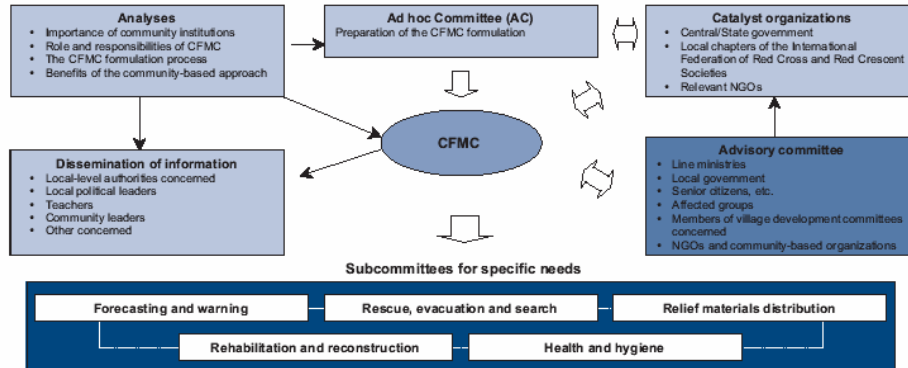 Analyses
• Importance of community institutions
• Role and responsibilities of CFMC
• The CFMC formulation process
• Benefits of the community-based approach
Ad hoc Committee (AC)
Preparation of the CFMC formulation
Catalyst organizations
• Central/State government
• Local chapters of the International
Federation of Red Cross and Red Crescent
Societies
• Relevant NGOs
CFMC
Dissemination of information
• Local-level authorities concerned
• Local political leaders
• Teachers
• Community leaders
• Other concerned
Advisory committee
• Line ministries
• Local government
• Senior citizens, etc.
• Affected groups
• Members of village development committees
concerned
• NGOs and community-based organizations
Subcommittees for specific needs
Forecasting and warning
Rescue, evacuation and search
Relief materials distribution
Rehabilitation and reconstruction
Health and hygiene